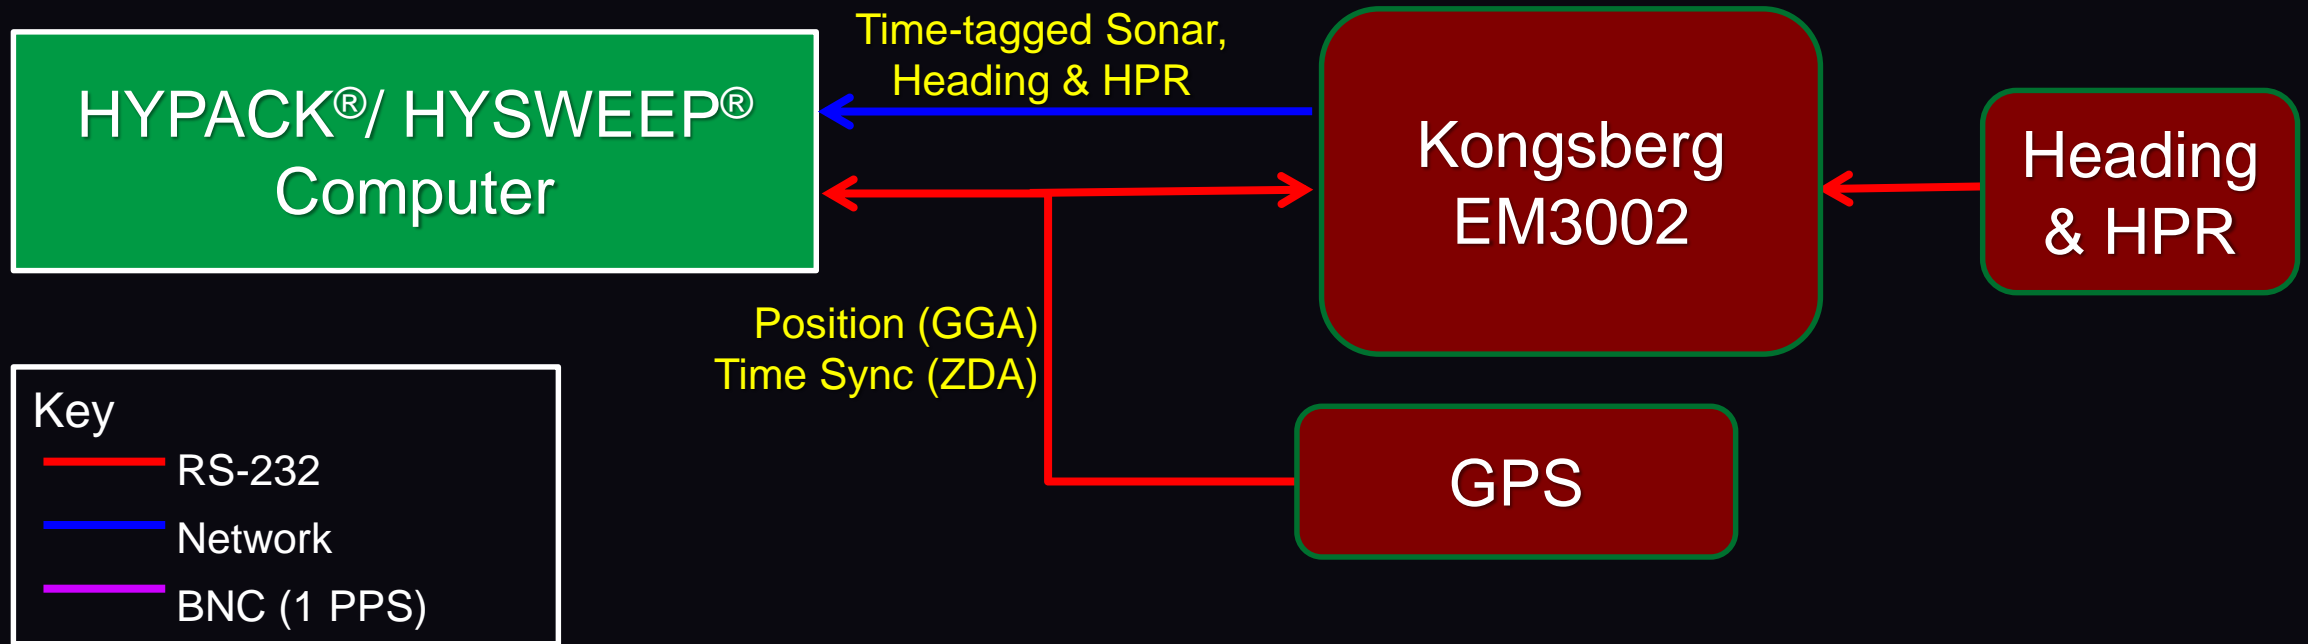 HYPACK®/ HYSWEEP®
Computer
Time-tagged Sonar,
Heading & HPR
Kongsberg
EM3002
Heading
& HPR
Position (GGA)
Time Sync (ZDA)
GPS
Key
RS-232
Network
BNC (1 PPS)